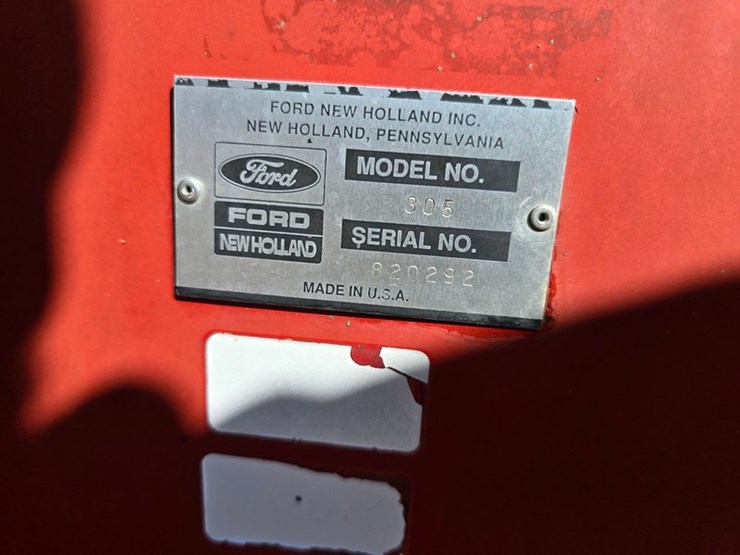 FORD NEW HOLLAND INC.
NEW HOLLAND, PENNSYLVANIA
Ford
MODEL NO.
305
FORD
NEW HOLLAND
SERIAL NO.
820292
MADE IN U.S.A.